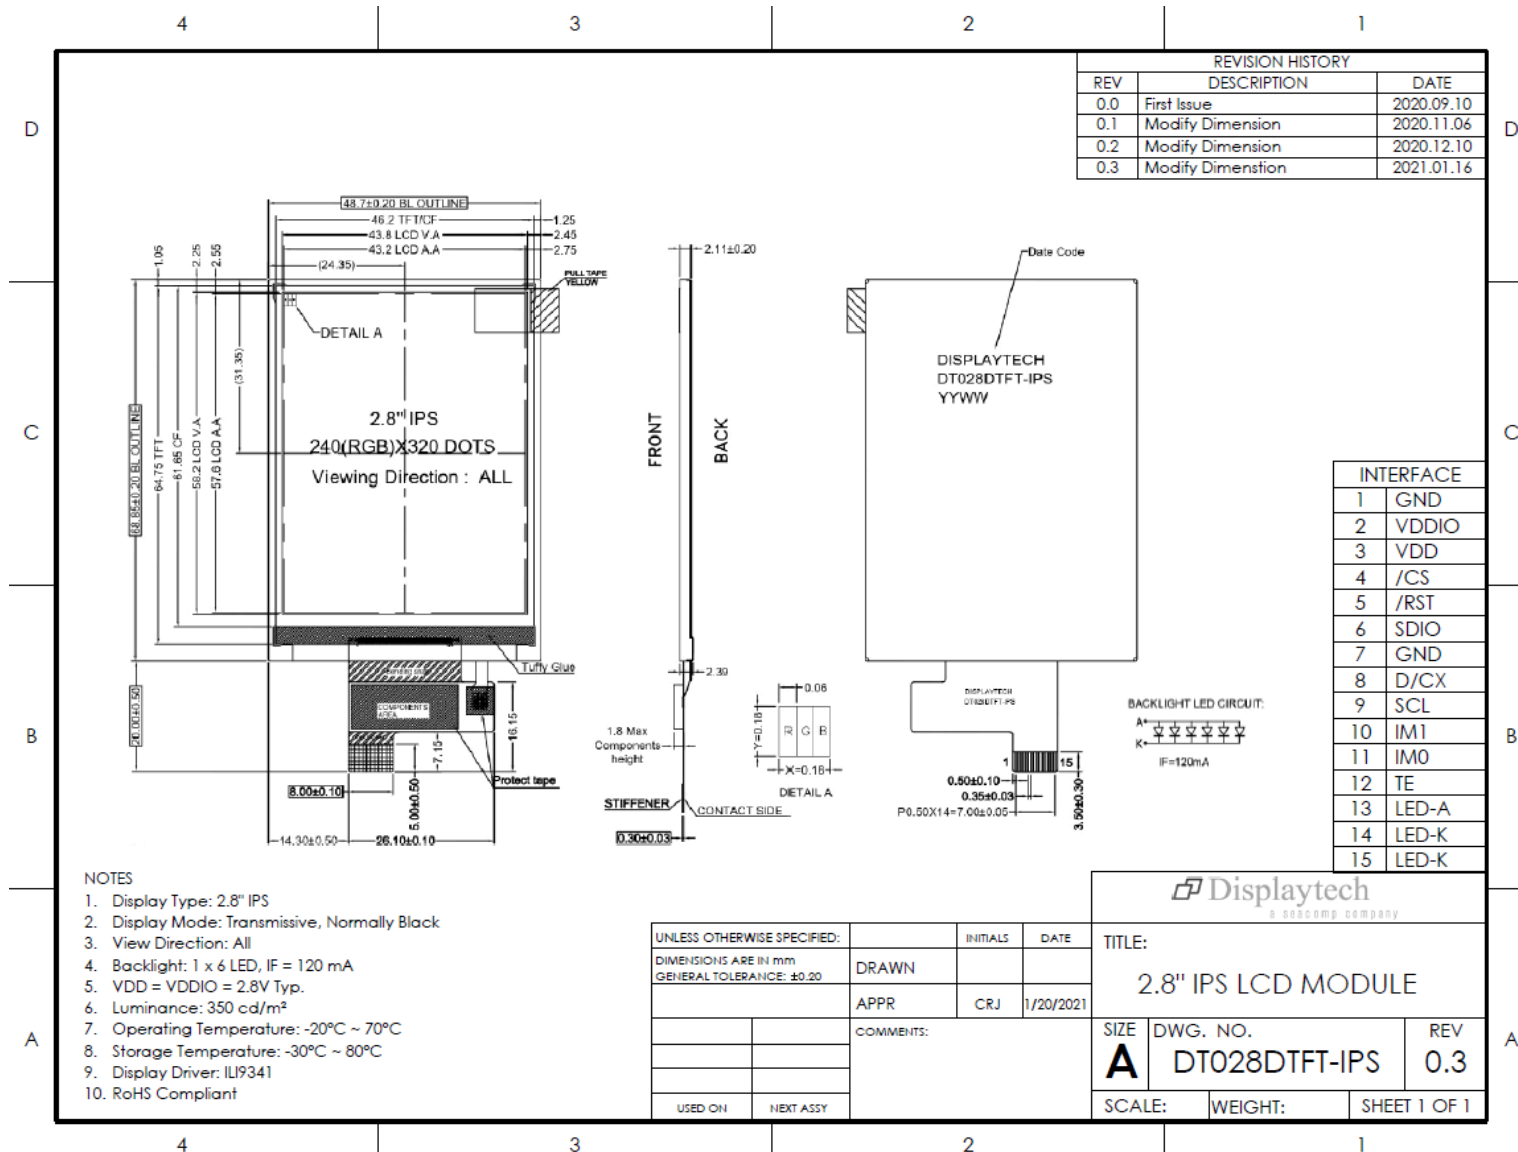 4 3 2 1
REVISION HISTORY
REV DESCRIPTION DATE
0.0 First Issue 2020.09.10
0.1 Modify Dimension 2020.11.06
0.2 Modify Dimension 2020.12.10
0.3 Modify Dimenstion 2021.01.16
D D
48.7±0.20 BL OUTLINE
46.2 TFT/CF 1.25
43.8 LCD V.A 2.45
43.2 LCD A.A 2.75
(24.35)
1.05
2.25
2.55
PULL TAPE
YELLOW
DETAIL A
(31.35)
68.85±0.20 BL OUTLINE
64.75 TFT
61.65 CF
58.2 LCD V.A
57.6 LCD A.A
2.8" IPS
240(RGB)X320 DOTS
Viewing Direction : ALL
2.11±0.20
FRONT
BACK
Date Code
DISPLAYTECH
DT028DTFT-IPS
YYWW
C C
INTERFACE
1 GND
2 VDDIO
3 VDD
4 /CS
5 /RST
6 SDIO
7 GND
8 D/CX
9 SCL
10 IM1
11 IM0
12 TE
13 LED-A
14 LED-K
15 LED-K
Tuffy Glue
COMPONENTS
AREA
20.00±0.50
16.15
7.15
Protect tape
8.00±0.10
5.00±0.50
14.30±0.50
26.10±0.10
2.39
1.8 Max
Components
height
STIFFENER
CONTACT SIDE
0.30±0.03
0.06
Y=0.18
R G B
X=0.18
DETAIL A
DISPLAYTECH
DT028DTFT-IPS
1 15
0.50±0.10
0.35±0.03
P0.50X14=7.00±0.05
3.50±0.30
BACKLIGHT LED CIRCUIT:
A
K
IF=120mA
B B
NOTES
1. Display Type: 2.8" IPS
2. Display Mode: Transmissive, Normally Black
3. View Direction: All
4. Backlight: 1 x 6 LED, IF = 120 mA
5. VDD = VDDIO = 2.8V Typ.
6. Luminance: 350 cd/m²
7. Operating Temperature: -20°C ~ 70°C
8. Storage Temperature: -30°C ~ 80°C
9. Display Driver: ILI9341
10. RoHS Compliant
UNLESS OTHERWISE SPECIFIED:
DIMENSIONS ARE IN mm
GENERAL TOLERANCE: ±0.20
INITIALS DATE
DRAWN
APPR CRJ 1/20/2021
COMMENTS:
USED ON NEXT ASSY
Displaytech
a seacomp company
TITLE:
2.8" IPS LCD MODULE
SIZE DWG. NO. REV
A DT028DTFT-IPS 0.3
SCALE: WEIGHT: SHEET 1 OF 1
A A
4 3 2 1